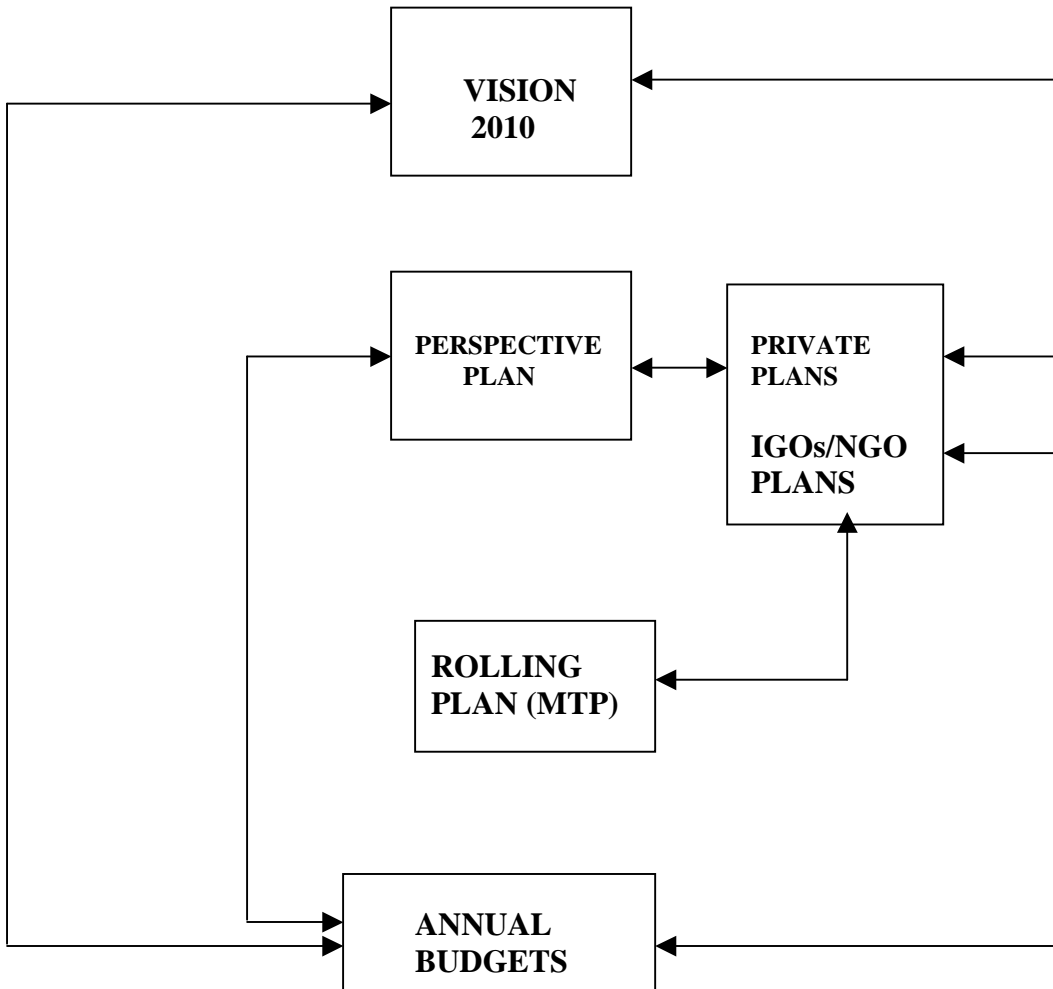 VISION
2010
PERSPECTIVE
PLAN
PRIVATE
PLANS
IGOs/NGO
PLANS
ROLLING
PLAN (MTP)
ANNUAL
BUDGETS